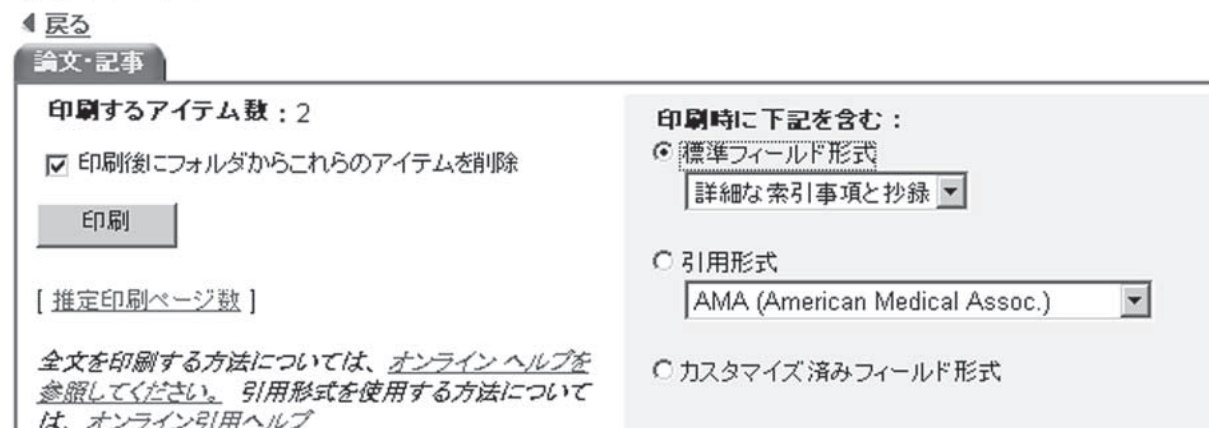 戻る
論文・記事
印刷するアイテム数 : 2
印刷後にフォルダからこれらのアイテムを削除
印刷
[ 推定印刷ページ数 ]
全文を印刷する方法については、オンライン ヘルプを
参照してください。 引用形式を使用する方法について
は、オンライン引用ヘルプ
印刷時に下記を含む :
標準フィールド形式
詳細な索引事項と抄録
引用形式
AMA (American Medical Assoc.)
カスタマイズ済みフィールド形式